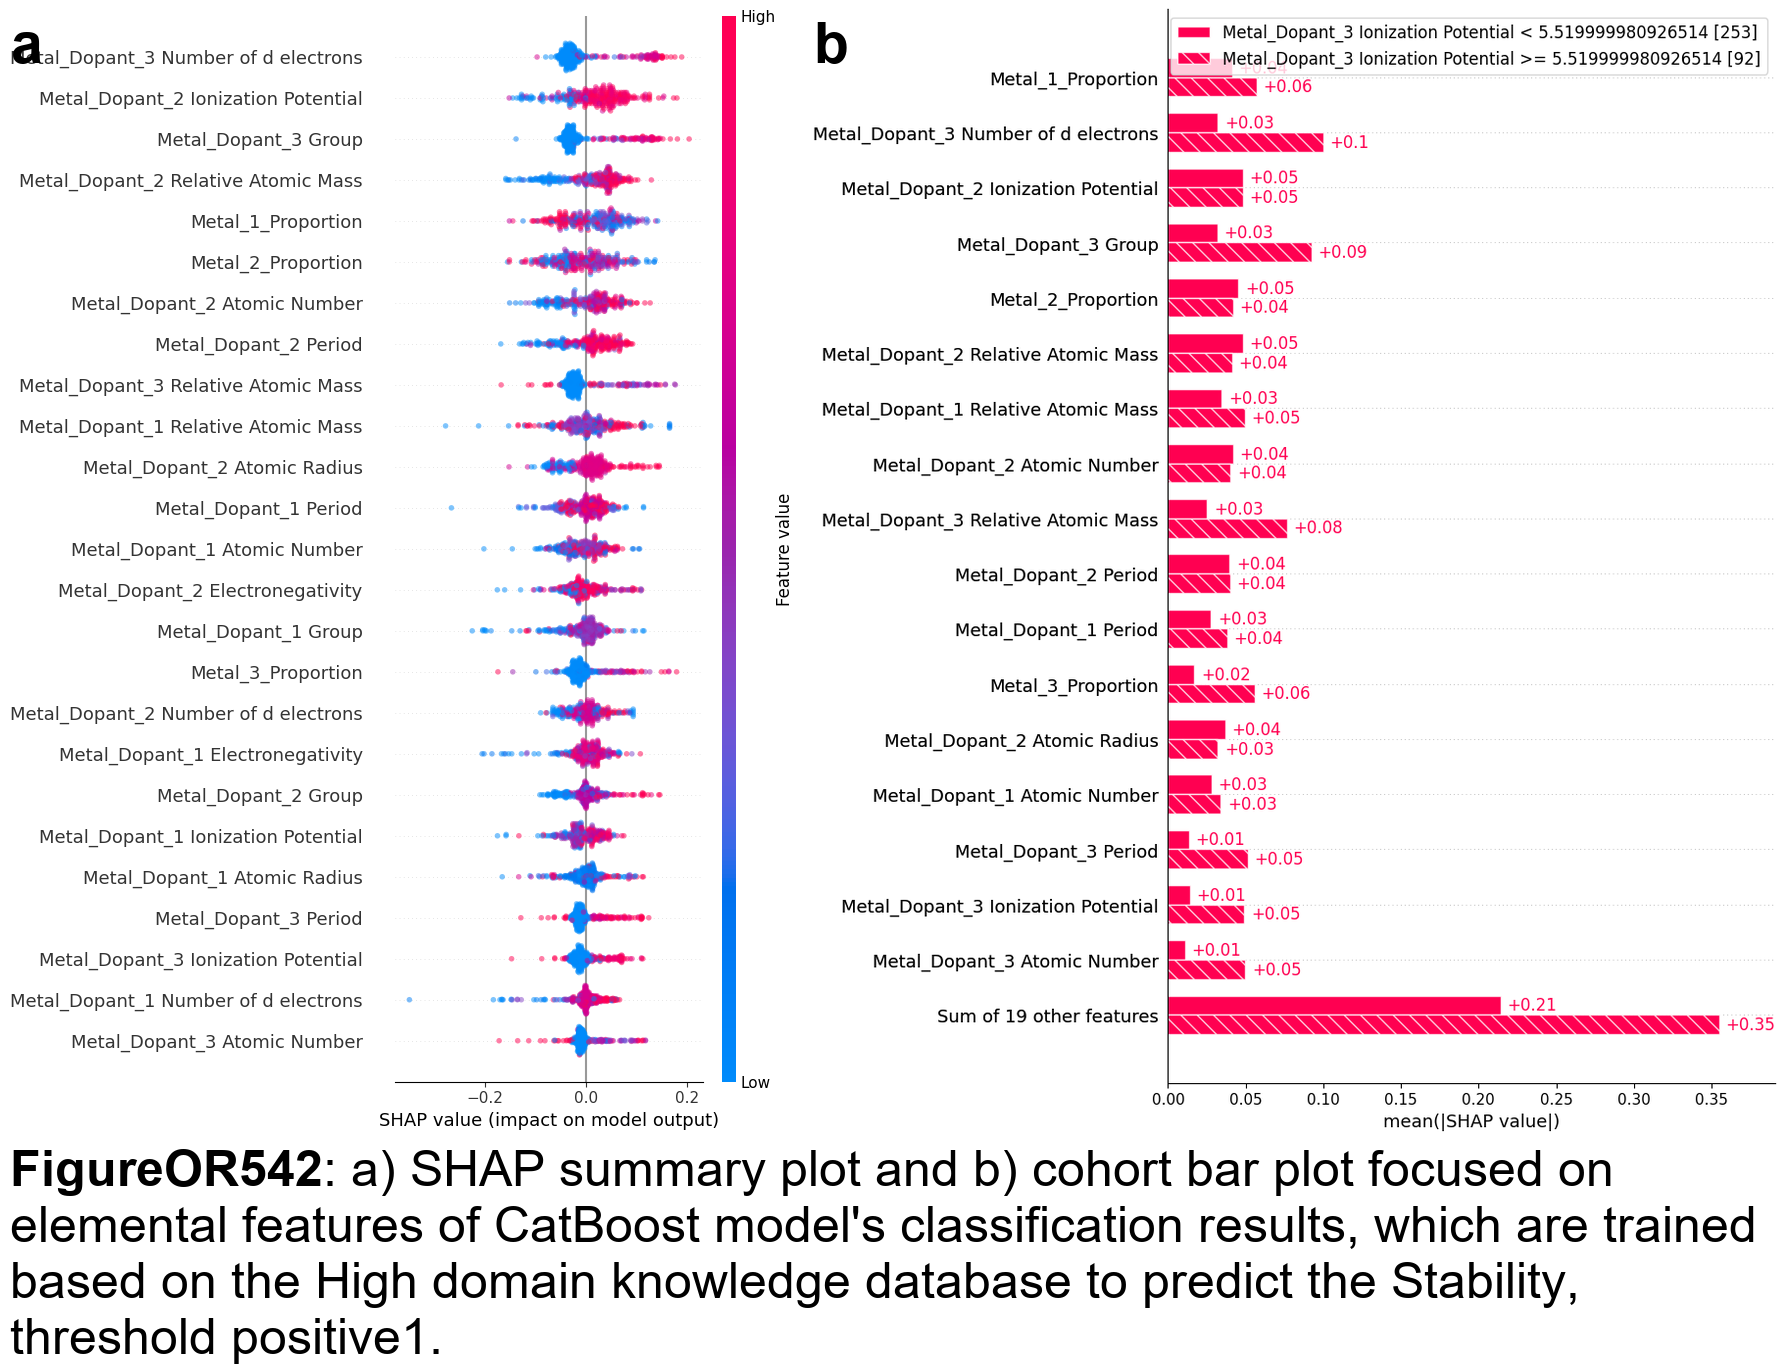 a
Metal_Dopant_3 Number of d electrons
Metal_Dopant_2 Ionization Potential
Metal_Dopant_3 Group
Metal_Dopant_2 Relative Atomic Mass
Metal_1_Proportion
Metal_2_Proportion
Metal_Dopant_2 Atomic Number
Metal_Dopant_2 Period
Metal_Dopant_3 Relative Atomic Mass
Metal_Dopant_1 Relative Atomic Mass
Metal_Dopant_2 Atomic Radius
Metal_Dopant_1 Period
Metal_Dopant_1 Atomic Number
Metal_Dopant_2 Electronegativity
Metal_Dopant_1 Group
Metal_3_Proportion
Metal_Dopant_2 Number of d electrons
Metal_Dopant_1 Electronegativity
Metal_Dopant_2 Group
Metal_Dopant_1 Ionization Potential
Metal_Dopant_1 Atomic Radius
Metal_Dopant_3 Period
Metal_Dopant_3 Ionization Potential
Metal_Dopant_1 Number of d electrons
Metal_Dopant_3 Atomic Number
−0.2 0.0 0.2
SHAP value (impact on model output)
High
Feature value
Low
b
Metal_Dopant_3 Ionization Potential < 5.519999980926514 [253]
Metal_Dopant_3 Ionization Potential >= 5.519999980926514 [92]
Metal_1_Proportion +0.04 +0.06
Metal_Dopant_3 Number of d electrons +0.03 +0.1
Metal_Dopant_2 Ionization Potential +0.05 +0.05
Metal_Dopant_3 Group +0.03 +0.09
Metal_2_Proportion +0.05 +0.04
Metal_Dopant_2 Relative Atomic Mass +0.05 +0.04
Metal_Dopant_1 Relative Atomic Mass +0.03 +0.05
Metal_Dopant_2 Atomic Number +0.04 +0.04
Metal_Dopant_3 Relative Atomic Mass +0.03 +0.08
Metal_Dopant_2 Period +0.04 +0.04
Metal_Dopant_1 Period +0.03 +0.04
Metal_3_Proportion +0.02 +0.06
Metal_Dopant_2 Atomic Radius +0.04 +0.03
Metal_Dopant_1 Atomic Number +0.03 +0.03
Metal_Dopant_3 Period +0.01 +0.05
Metal_Dopant_3 Ionization Potential +0.01 +0.05
Metal_Dopant_3 Atomic Number +0.01 +0.05
Sum of 19 other features +0.21 +0.35
0.00 0.05 0.10 0.15 0.20 0.25 0.30 0.35
mean(|SHAP value|)
FigureOR542: a) SHAP summary plot and b) cohort bar plot focused on
elemental features of CatBoost model's classification results, which are trained
based on the High domain knowledge database to predict the Stability,
threshold positive1.